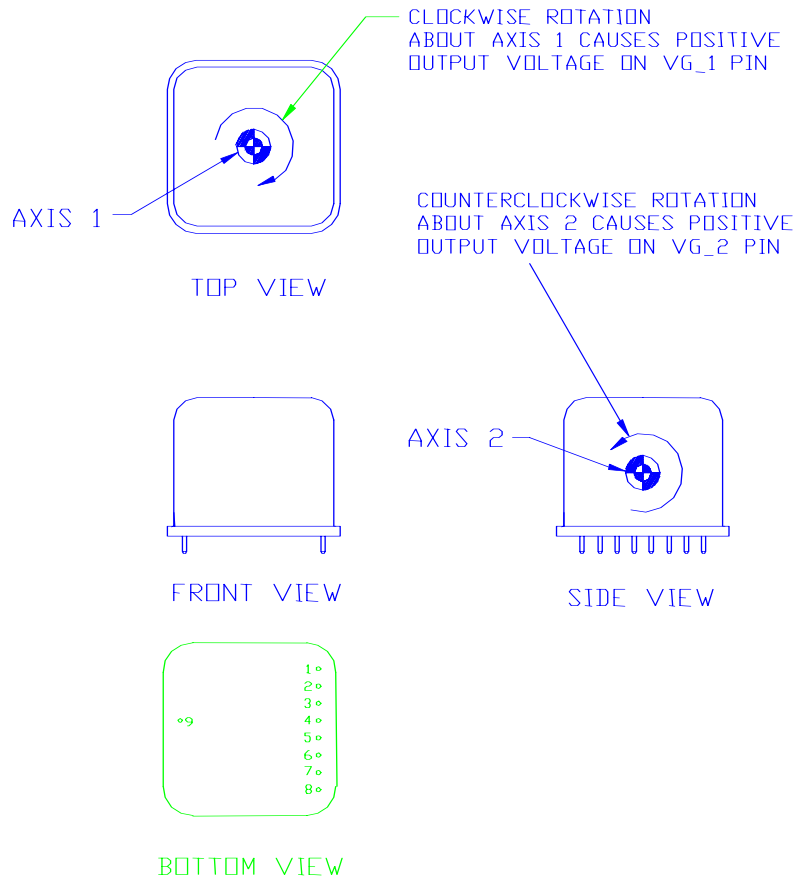 CLOCKWISE ROTATION
ABOUT AXIS 1 CAUSES POSITIVE
OUTPUT VOLTAGE ON VG_1 PIN
AXIS 1
TOP VIEW
COUNTERCLOCKWISE ROTATION
ABOUT AXIS 2 CAUSES POSITIVE
OUTPUT VOLTAGE ON VG_2 PIN
AXIS 2
FRONT VIEW
SIDE VIEW
1
2
3
9 4
5
6
7
8
BOTTOM VIEW